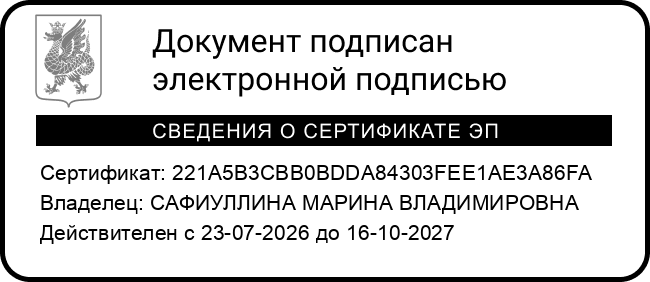 Документ подписан
электронной подписью
СВЕДЕНИЯ О СЕРТИФИКАТЕ ЭП
Сертификат: 221A5B3CBB0BDDA84303FEE1AE3A86FA
Владелец: САФИУЛЛИНА МАРИНА ВЛАДИМИРОВНА
Действителен с 23-07-2026 до 16-10-2027